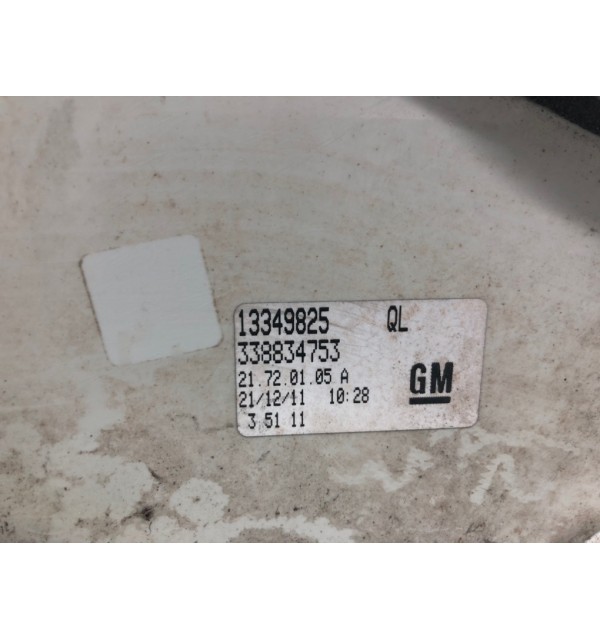 13349825 QL
338834753
21.72.01.05 A
21/12/11 10:28
3 51 11
GM